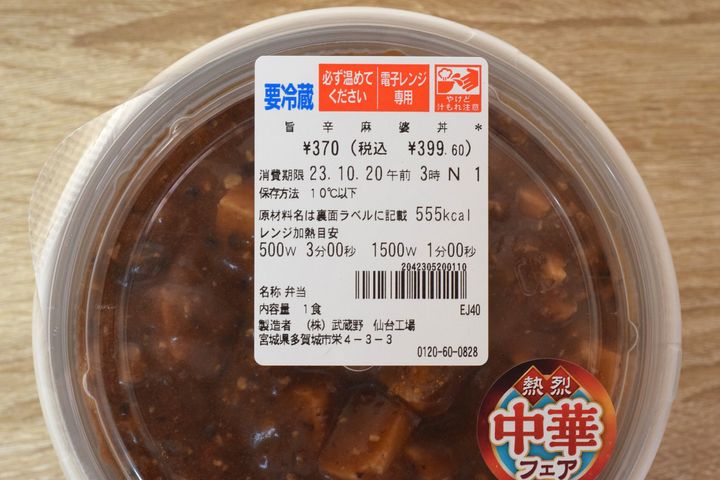 要冷蔵
必ず温めて
ください
電子レンジ
専用
やけど
汁もれ注意
旨辛麻婆丼*
¥370 (税込 ¥399.60)
消費期限 23.10.20午前 3時 N 1
保存方法 10℃以下
原材料名は裏面ラベルに記載 555kcal
レンジ加熱目安
500W 3分00秒 1500W 1分00秒
2042305200110
名称 弁当
内容量 1食 EJ40
製造者 (株)武蔵野 仙台工場
宮城県多賀城市栄4-3-3
0120-60-0828
熱烈
中華
フェア